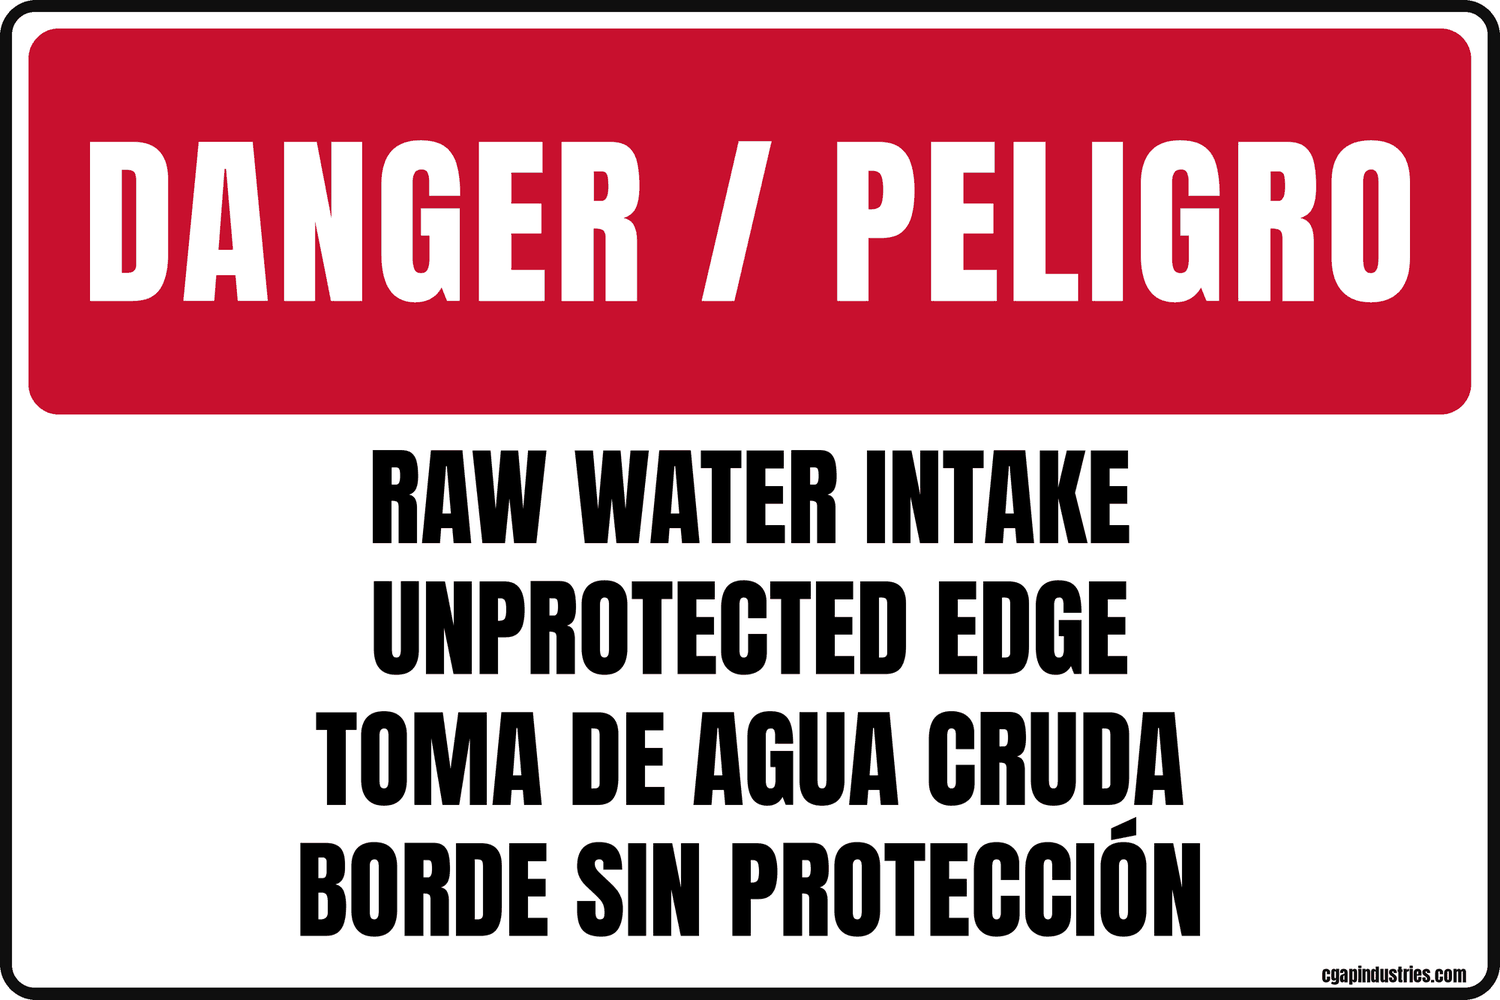 DANGER / PELIGRO
RAW WATER INTAKE
UNPROTECTED EDGE
TOMA DE AGUA CRUDA
BORDE SIN PROTECCIÓN
cgapindustries.com